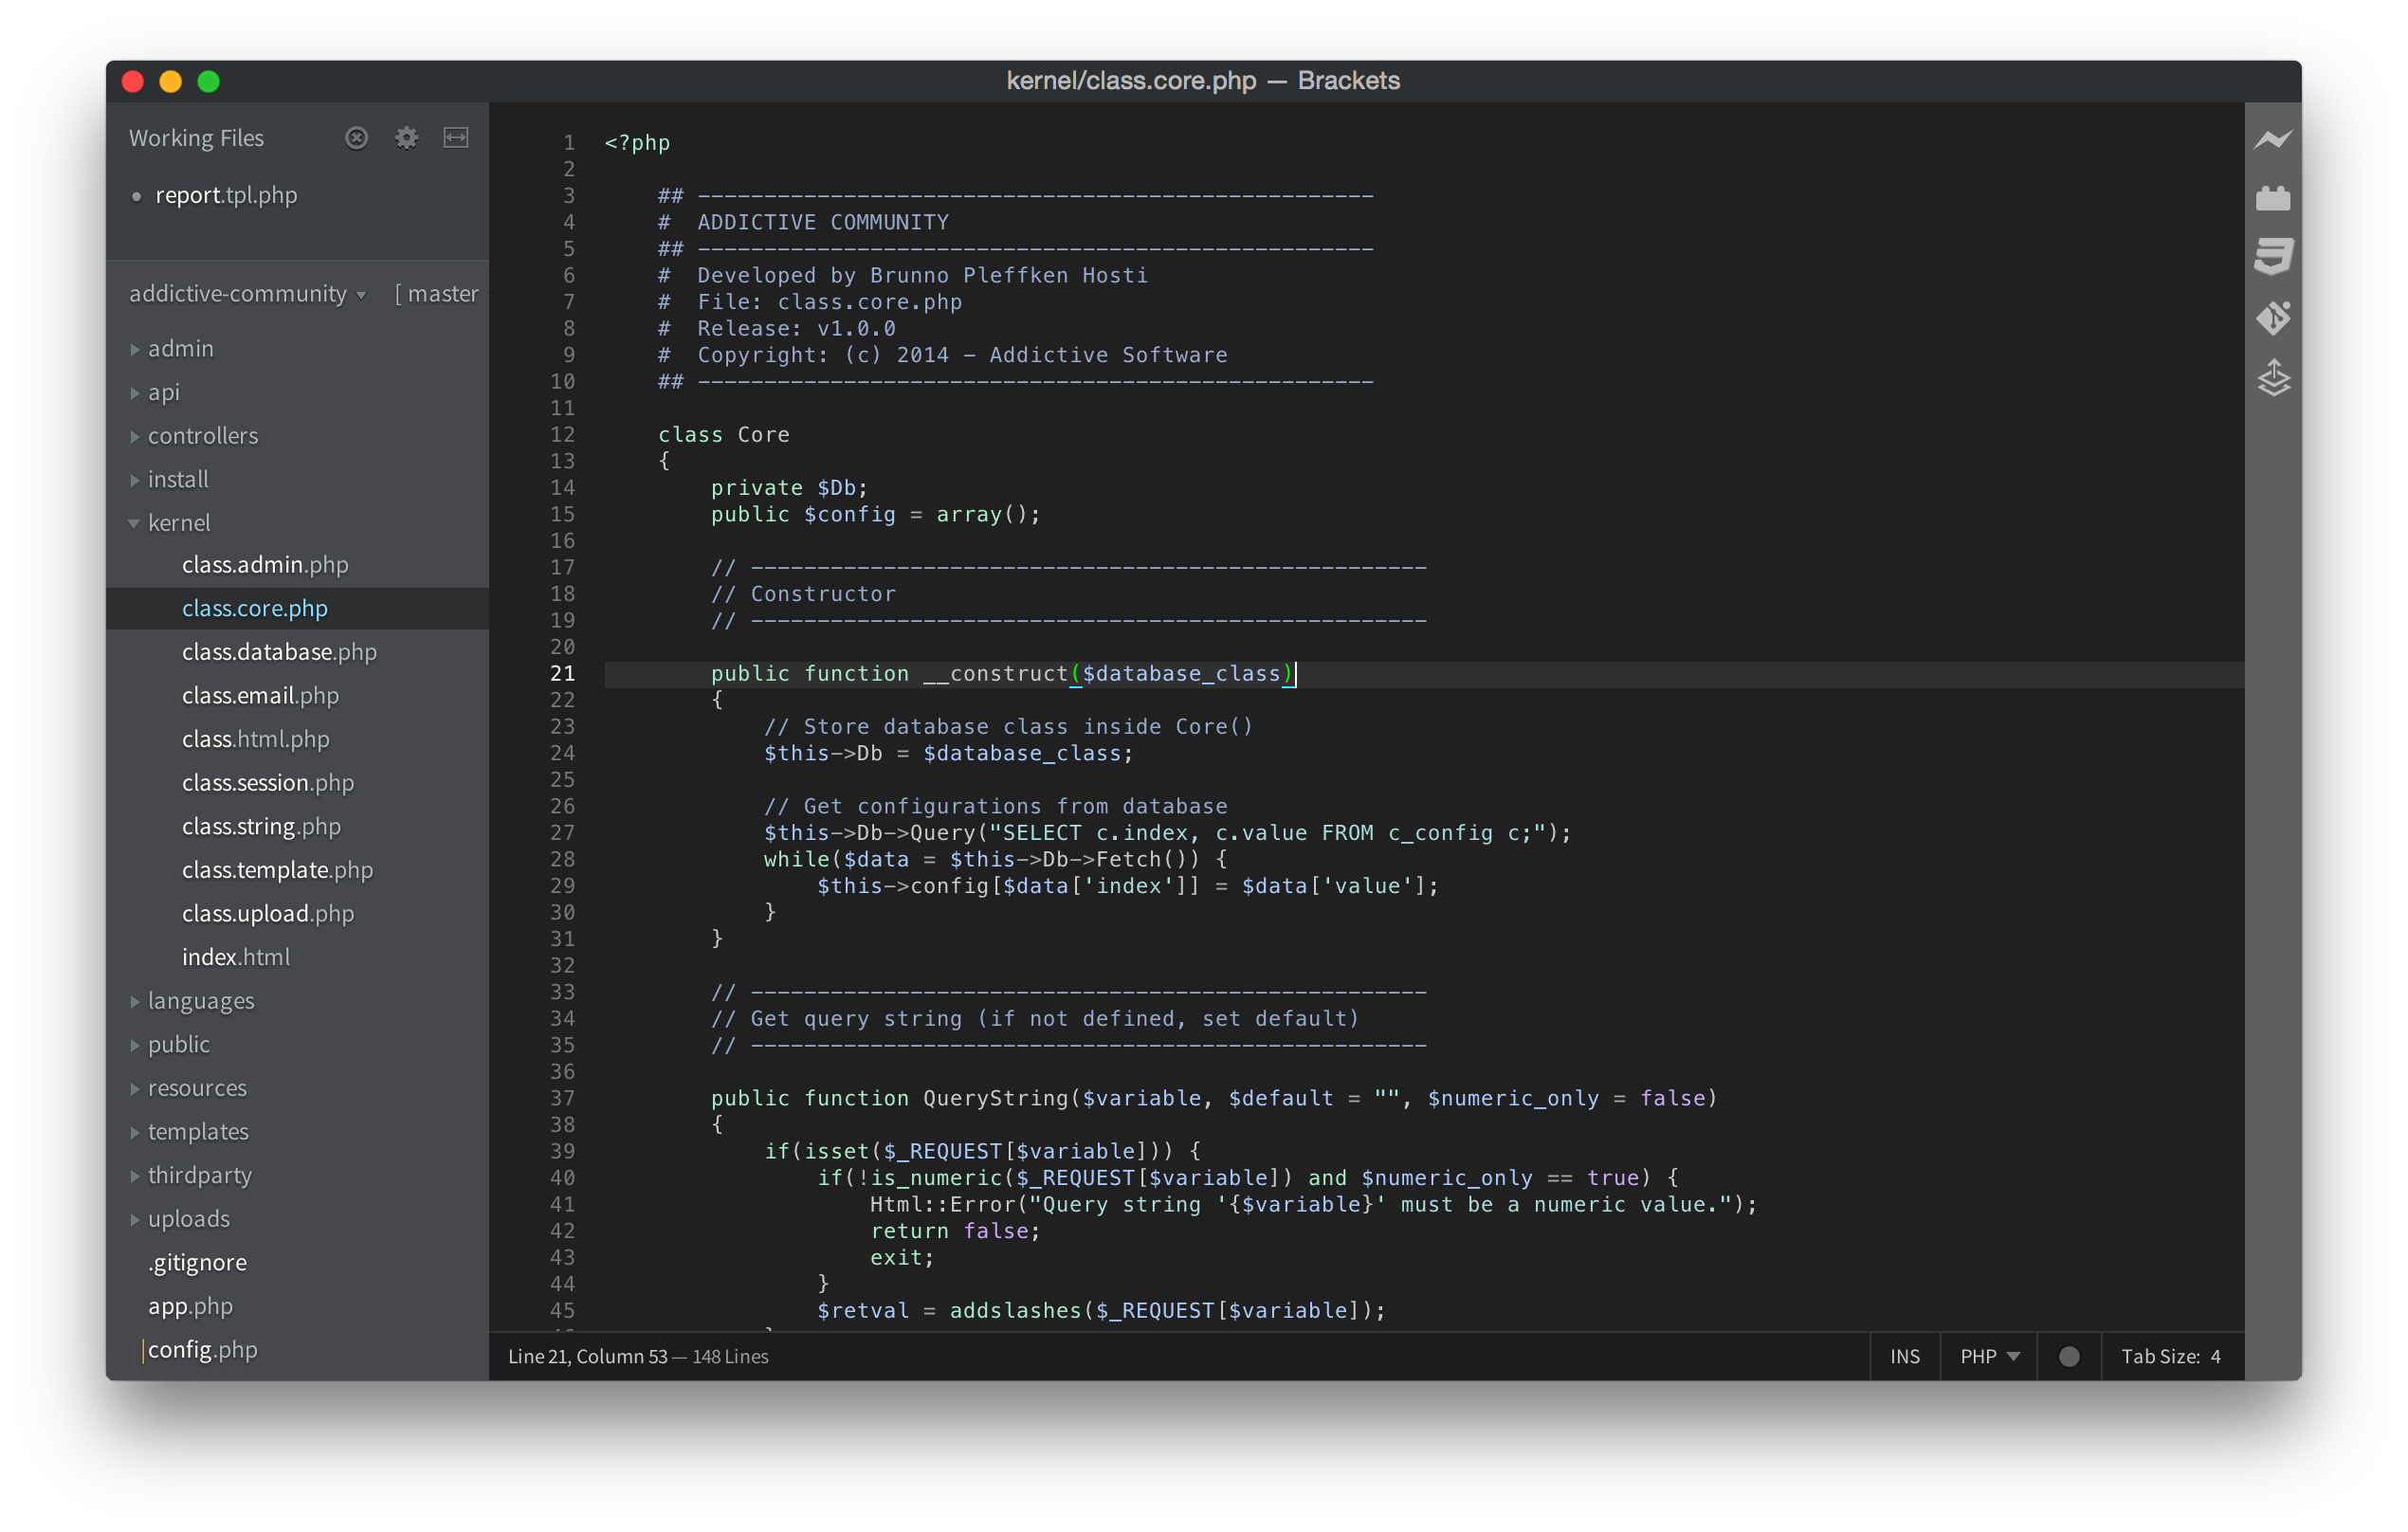 kernel/class.core.php — Brackets
Working Files
report.tpl.php
addictive-community [ master
admin
api
controllers
install
kernel
class.admin.php
class.core.php
class.database.php
class.email.php
class.html.php
class.session.php
class.string.php
class.template.php
class.upload.php
index.html
languages
public
resources
templates
thirdparty
uploads
.gitignore
app.php
config.php
1 <?php
2
3 ## ---------------------------------------------------
4 #  ADDICTIVE COMMUNITY
5 ## ---------------------------------------------------
6 #  Developed by Brunno Pleffken Hosti
7 #  File: class.core.php
8 #  Release: v1.0.0
9 #  Copyright: (c) 2014 - Addictive Software
10 ## ---------------------------------------------------
11
12 class Core
13 {
14 private $Db;
15 public $config = array();
16
17 // ---------------------------------------------------
18 // Constructor
19 // ---------------------------------------------------
20
21 public function __construct($database_class)
22 {
23 // Store database class inside Core()
24 $this->Db = $database_class;
25
26 // Get configurations from database
27 $this->Db->Query("SELECT c.index, c.value FROM c_config c;");
28 while($data = $this->Db->Fetch()) {
29 $this->config[$data['index']] = $data['value'];
30 }
31 }
32
33 // ---------------------------------------------------
34 // Get query string (if not defined, set default)
35 // ---------------------------------------------------
36
37 public function QueryString($variable, $default = "", $numeric_only = false)
38 {
39 if(isset($_REQUEST[$variable])) {
40 if(!is_numeric($_REQUEST[$variable]) and $numeric_only == true) {
41 Html::Error("Query string '{$variable}' must be a numeric value.");
42 return false;
43 exit;
44 }
45 $retval = addslashes($_REQUEST[$variable]);
Line 21, Column 53 — 148 Lines
INS PHP Tab Size: 4